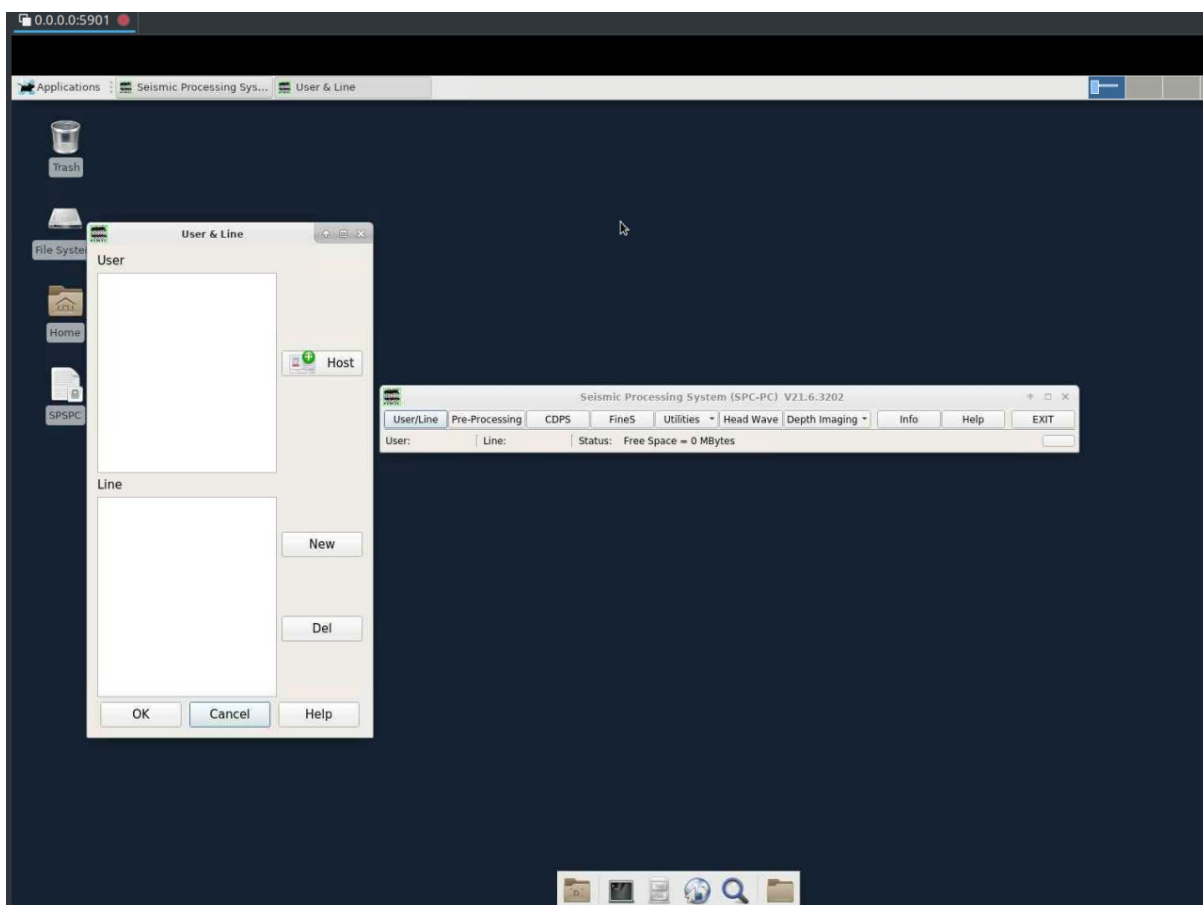 0.0.0.0:5901
Applications
Seismic Processing Sys...
User & Line
Trash
File Syste
Home
SPSPC
User & Line
User
Host
Line
New
Del
OK
Cancel
Help
Seismic Processing System (SPC-PC) V21.6.3202
User/Line
Pre-Processing
CDPS
FineS
Utilities
Head Wave
Depth Imaging
Info
Help
EXIT
User:
Line:
Status: Free Space = 0 MBytes